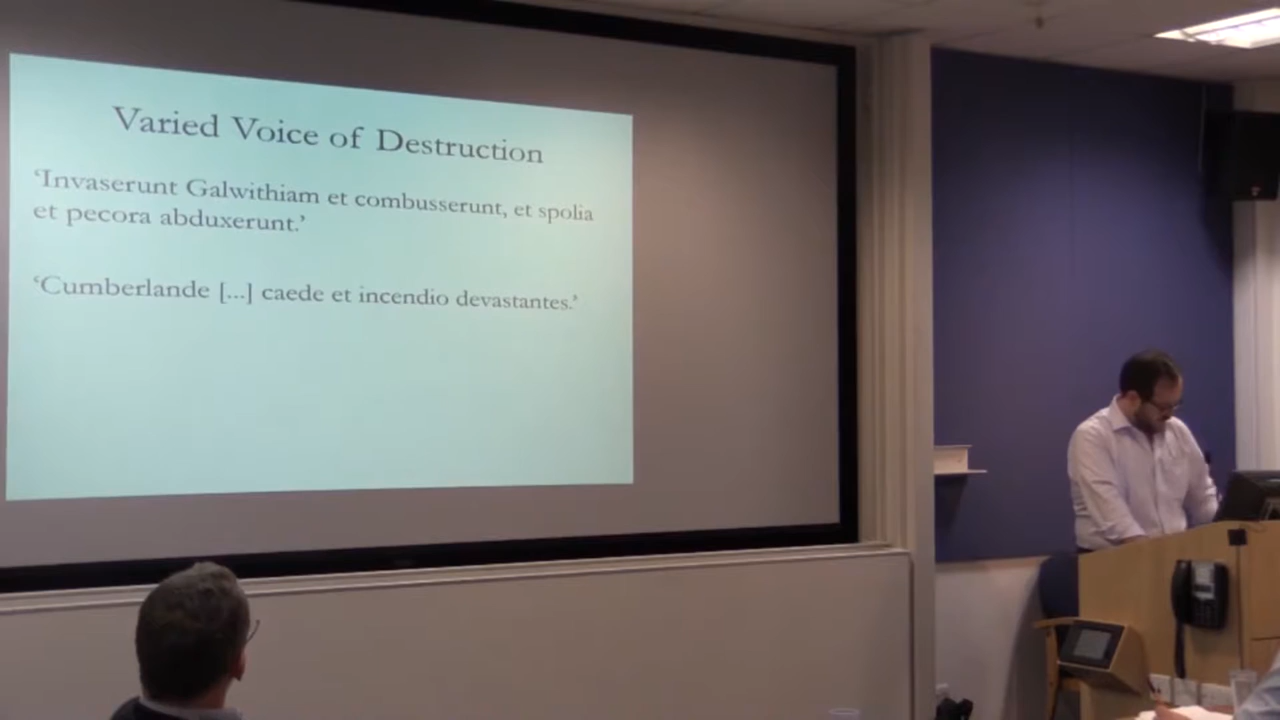 Varied Voice of Destruction
‘Invaserunt Galwithiam et combusserunt, et spolia
et pecora abduxerunt.’
‘Cumberlande [...] caede et incendio devastantes.’